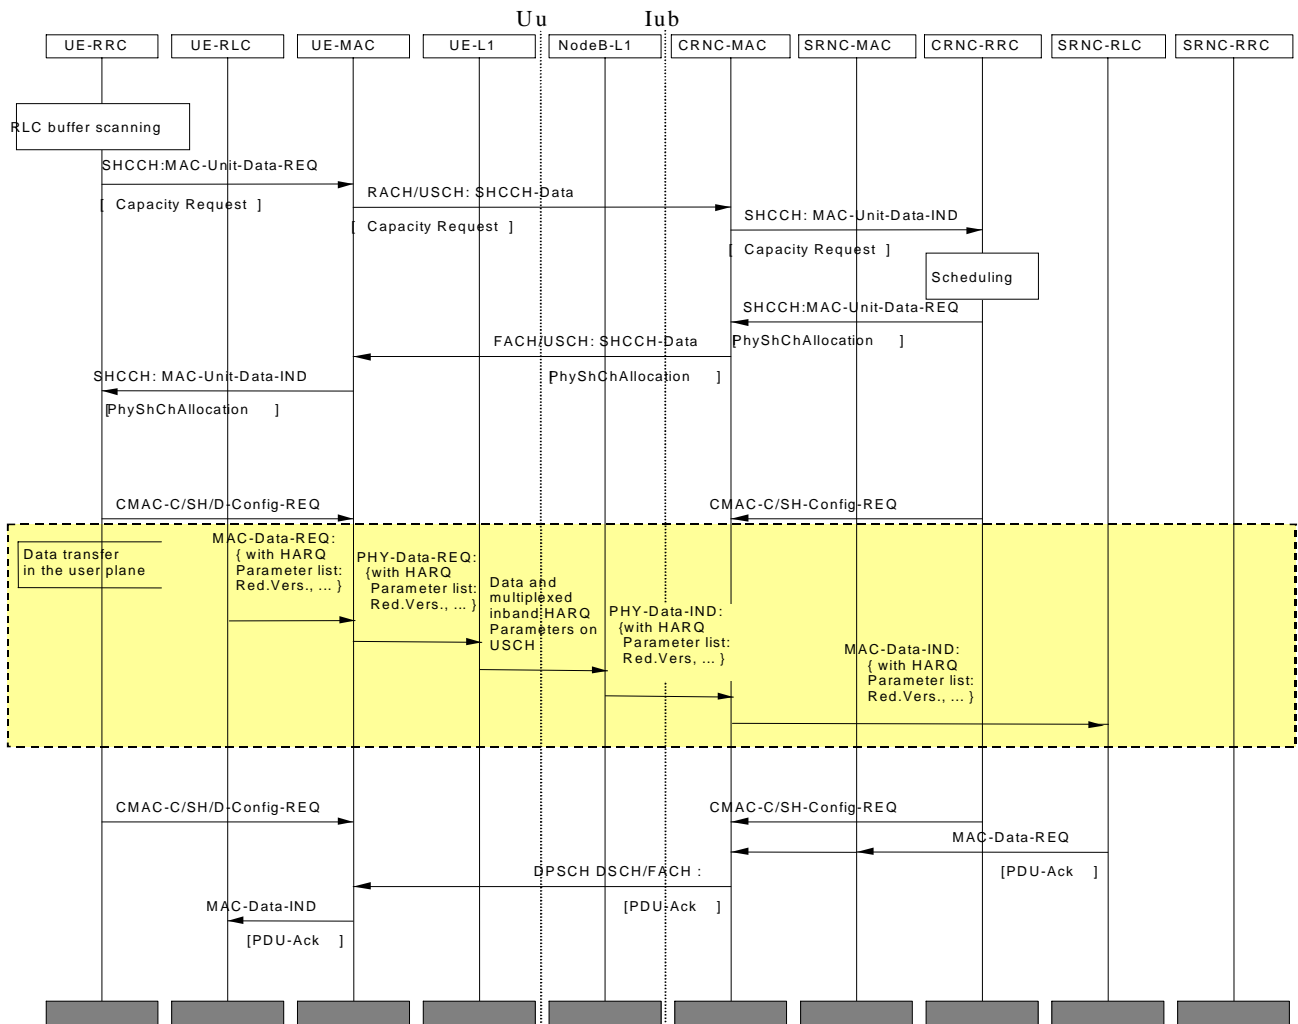 Uu Iub
UE-RRC UE-RLC UE-MAC UE-L1 NodeB-L1 CRNC-MAC SRNC-MAC CRNC-RRC SRNC-RLC SRNC-RRC
RLC buffer scanning
SHCCH:MAC-Unit-Data-REQ
[ Capacity Request ]
RACH/USCH: SHCCH-Data
[ Capacity Request ]
SHCCH: MAC-Unit-Data-IND
[ Capacity Request ]
Scheduling
SHCCH:MAC-Unit-Data-REQ
[PhyShChAllocation ]
FACH/USCH: SHCCH-Data
[PhyShChAllocation ]
SHCCH: MAC-Unit-Data-IND
[PhyShChAllocation ]
CMAC-C/SH/D-Config-REQ
CMAC-C/SH-Config-REQ
Data transfer
in the user plane
MAC-Data-REQ:
{ with HARQ
Parameter list:
Red.Vers., ... }
PHY-Data-REQ:
{with HARQ
Parameter list:
Red.Vers., ... }
Data and
multiplexed
inband HARQ
Parameters on
USCH
PHY-Data-IND:
{with HARQ
Parameter list:
Red.Vers, ... }
MAC-Data-IND:
{ with HARQ
Parameter list:
Red.Vers., ... }
CMAC-C/SH/D-Config-REQ
CMAC-C/SH-Config-REQ
MAC-Data-REQ
[PDU-Ack ]
DPSCH DSCH/FACH :
[PDU-Ack ]
MAC-Data-IND
[PDU-Ack ]